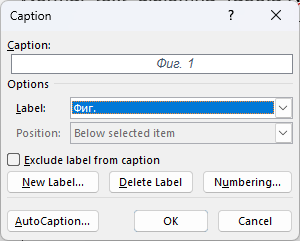 Caption
?
Caption:
Фиг. 1
Options
Label: Фиг.
Position: Below selected item
Exclude label from caption
New Label... Delete Label Numbering...
AutoCaption... OK Cancel